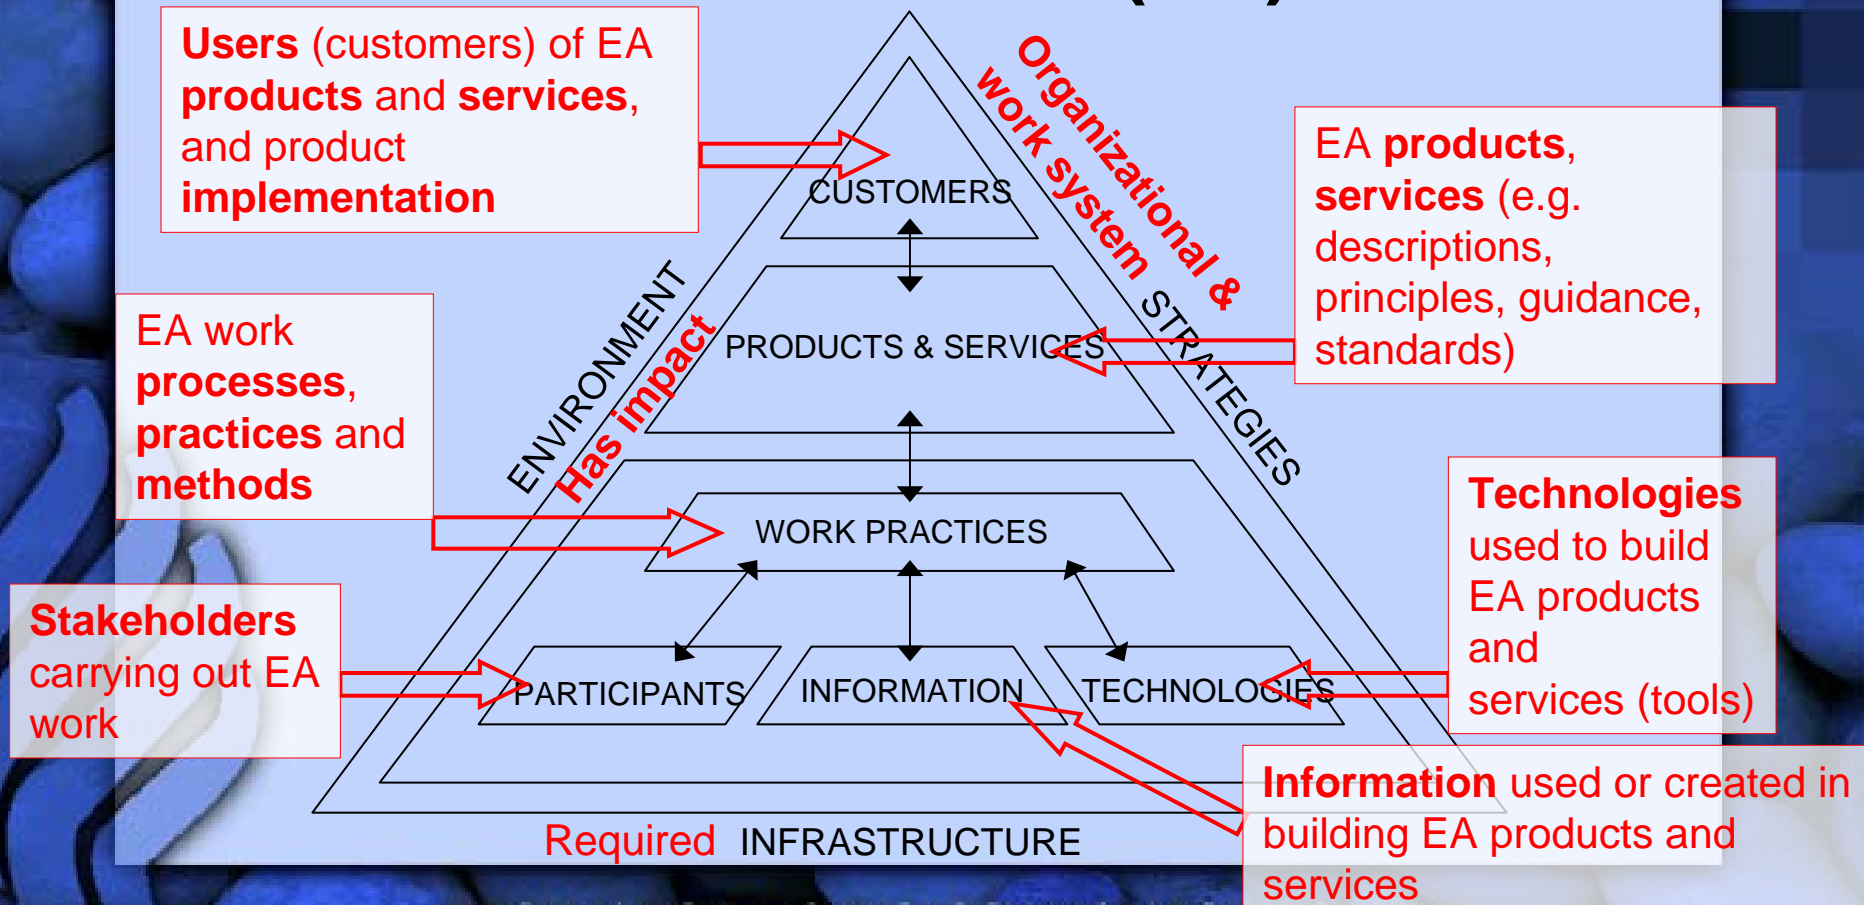 Users (customers) of EA
products and services,
and product
implementation
Organizational &
work system STRATEGIES
CUSTOMERS
EA products,
services (e.g.
descriptions,
principles, guidance,
standards)
ENVIRONMENT
Has impact
PRODUCTS & SERVICES
EA work
processes,
practices and
methods
WORK PRACTICES
Technologies
used to build
EA products
and
services (tools)
Stakeholders
carrying out EA
work
PARTICIPANTS
INFORMATION
TECHNOLOGIES
Information used or created in
building EA products and
services
Required INFRASTRUCTURE